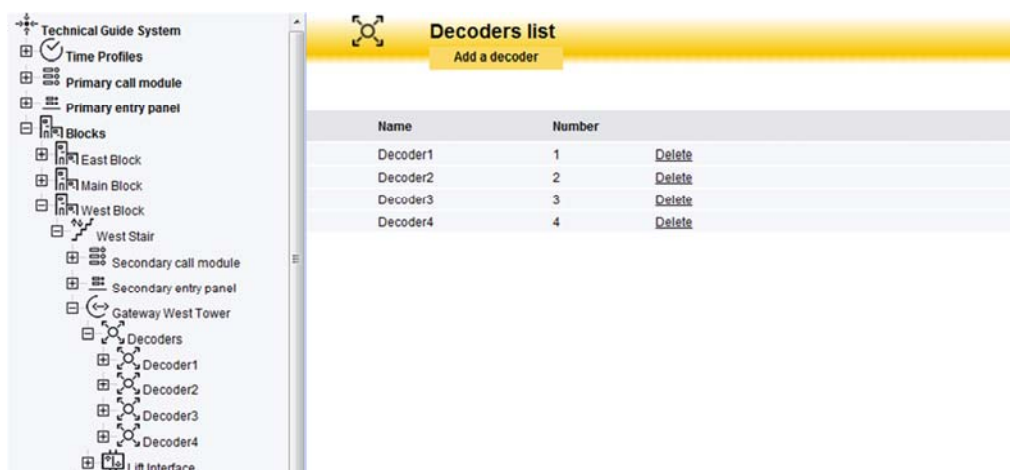 Technical Guide System
Time Profiles
Primary call module
Primary entry panel
Blocks
East Block
Main Block
West Block
West Stair
Secondary call module
Secondary entry panel
Gateway West Tower
Decoders
Decoder1
Decoder2
Decoder3
Decoder4
Lift Interface
Decoders list
Add a decoder
Name Number
Decoder1 1 Delete
Decoder2 2 Delete
Decoder3 3 Delete
Decoder4 4 Delete